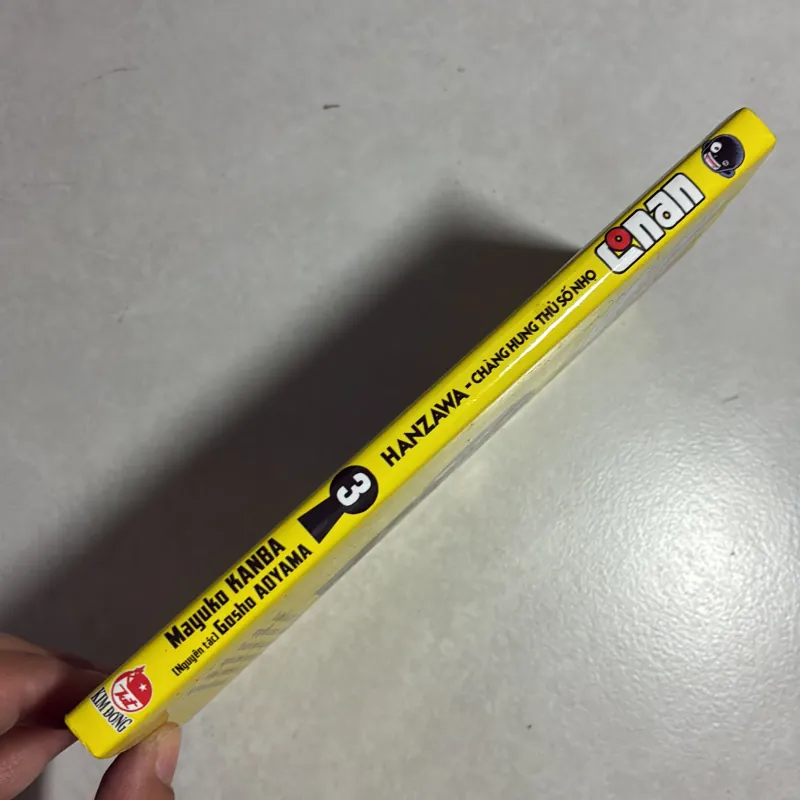 Conan
HANZAWA - CHÀNG HUNG THỦ SỐ NHỌ
3
Mayuko KANBA
(Nguyên tác) Gosho AOYAMA
KIM ĐỒNG